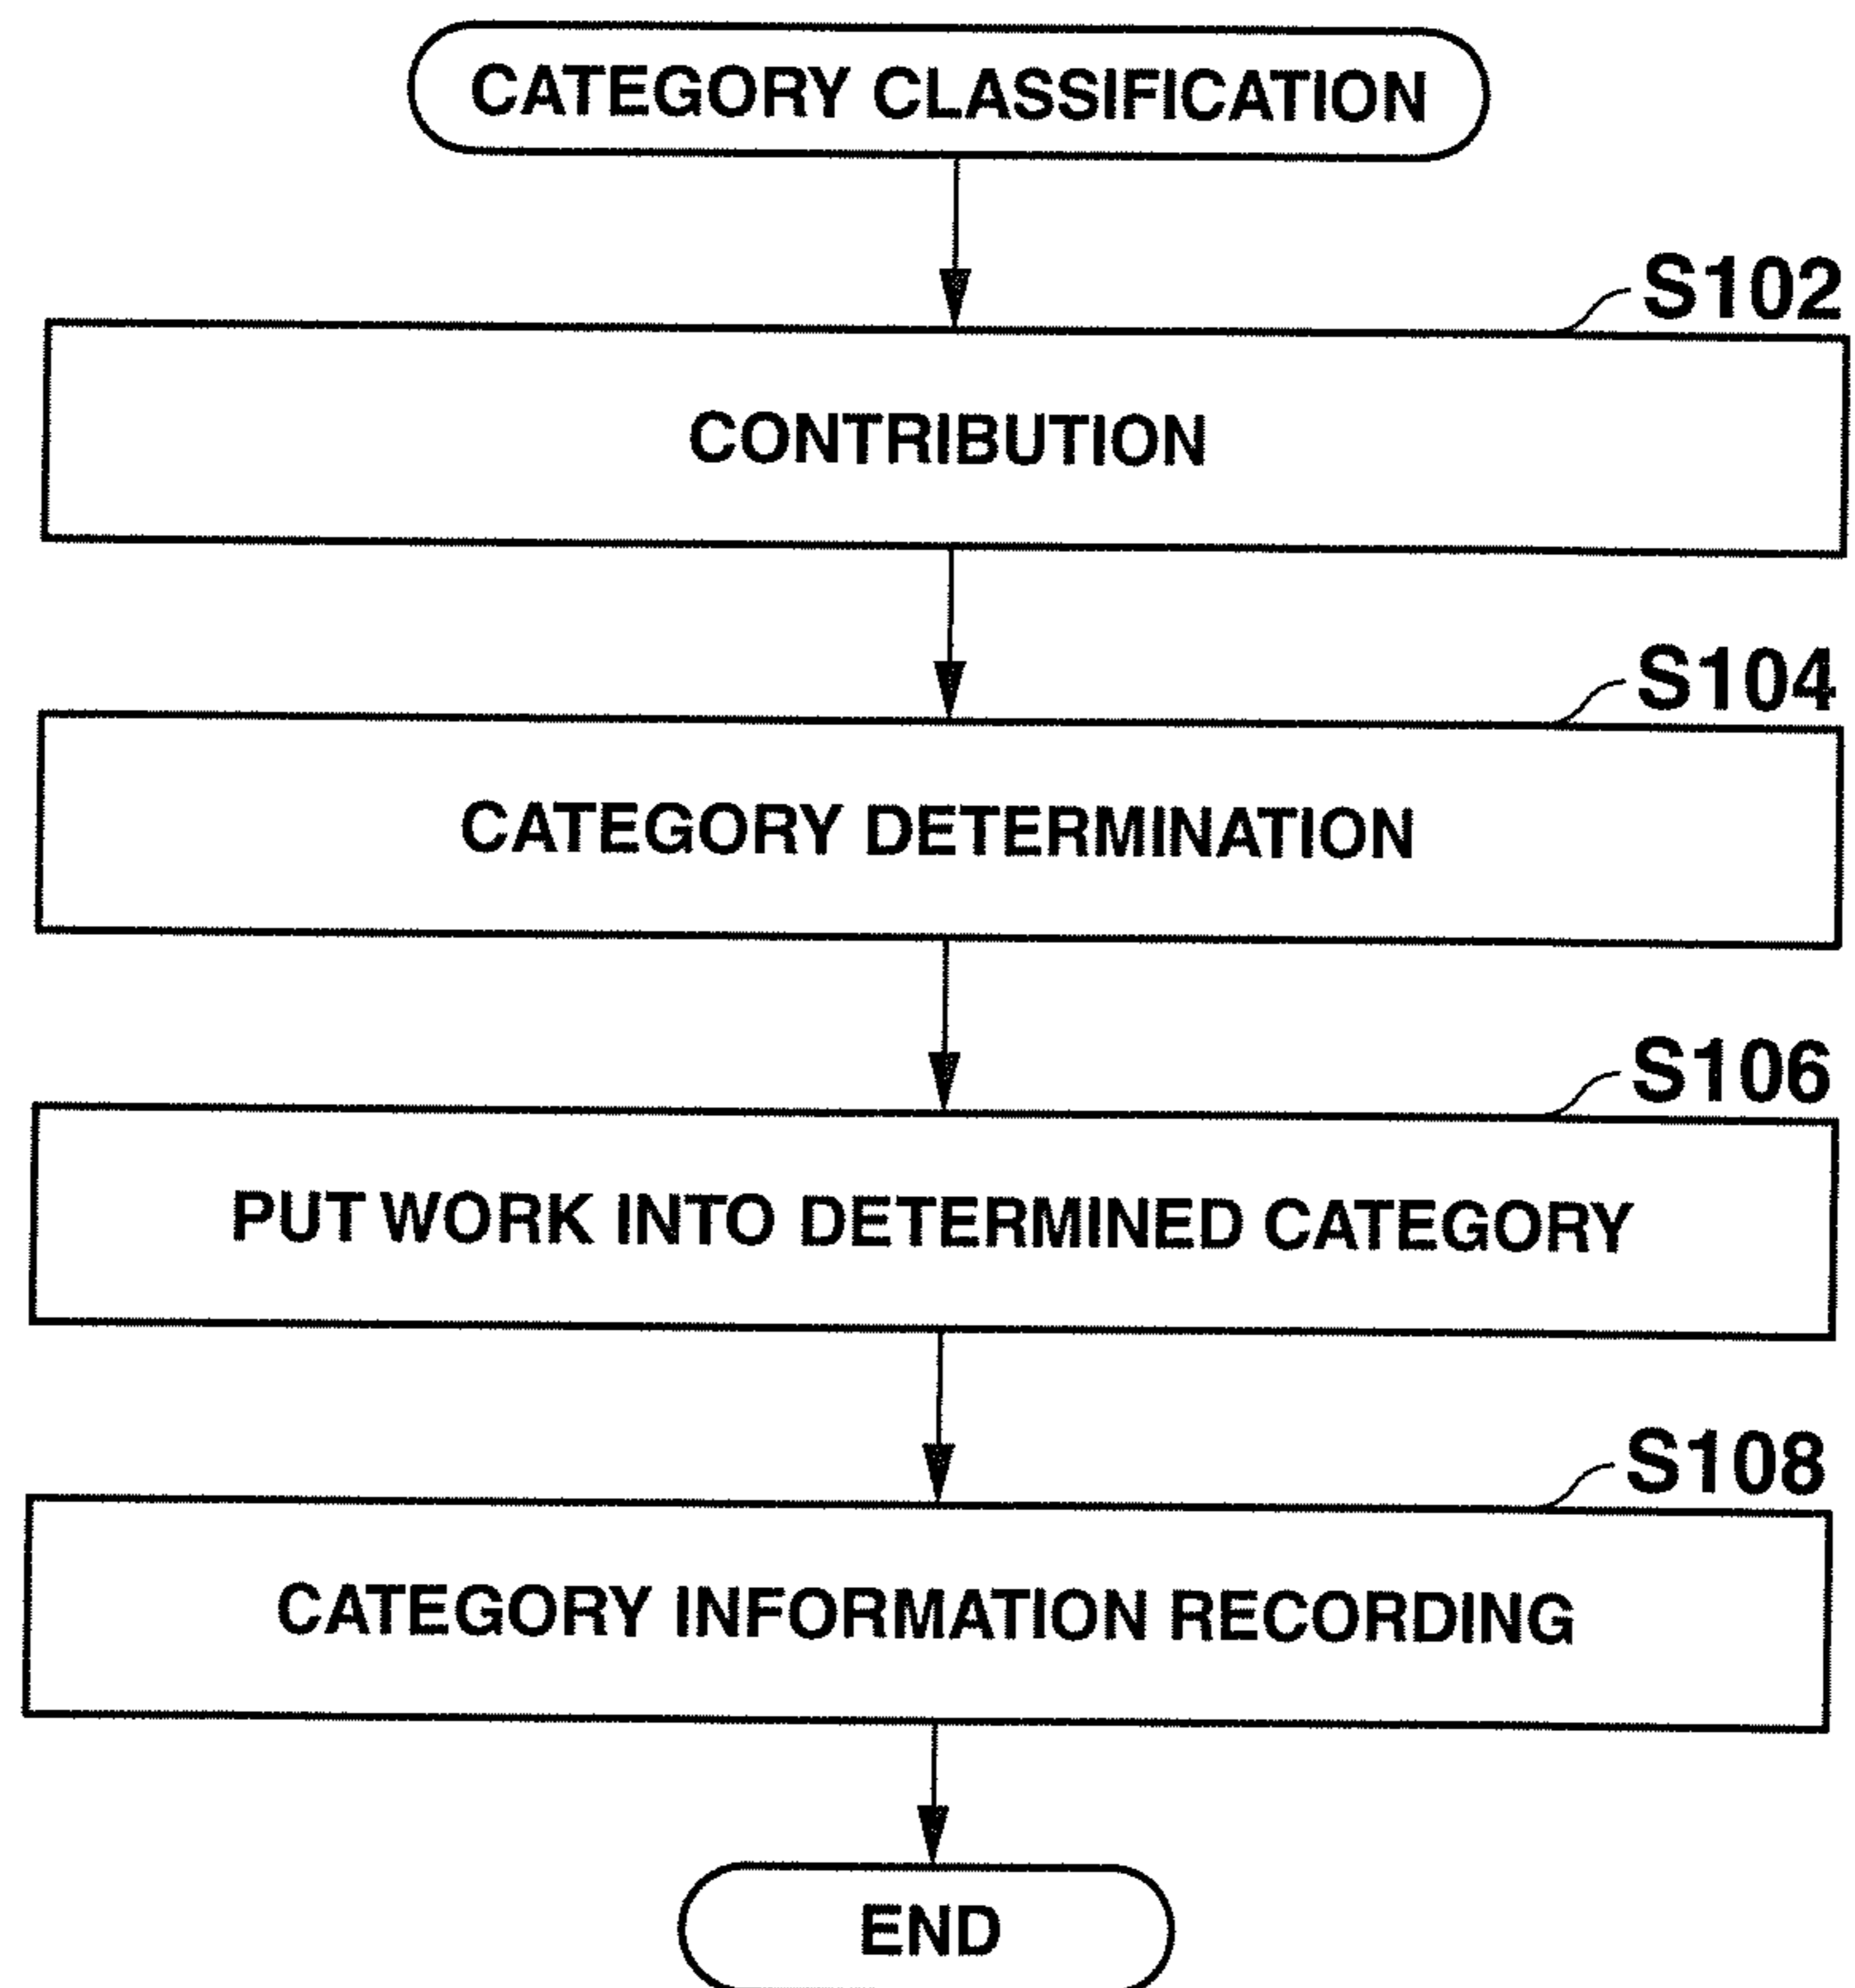 CATEGORY CLASSIFICATION
S102
CONTRIBUTION
S104
CATEGORY DETERMINATION
S106
PUT WORK INTO DETERMINED CATEGORY
S108
CATEGORY INFORMATION RECORDING
END